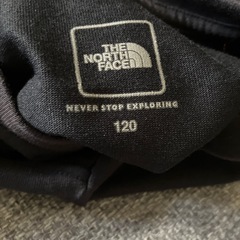 THE
NORTH
FACE
NEVER STOP EXPLORING
120